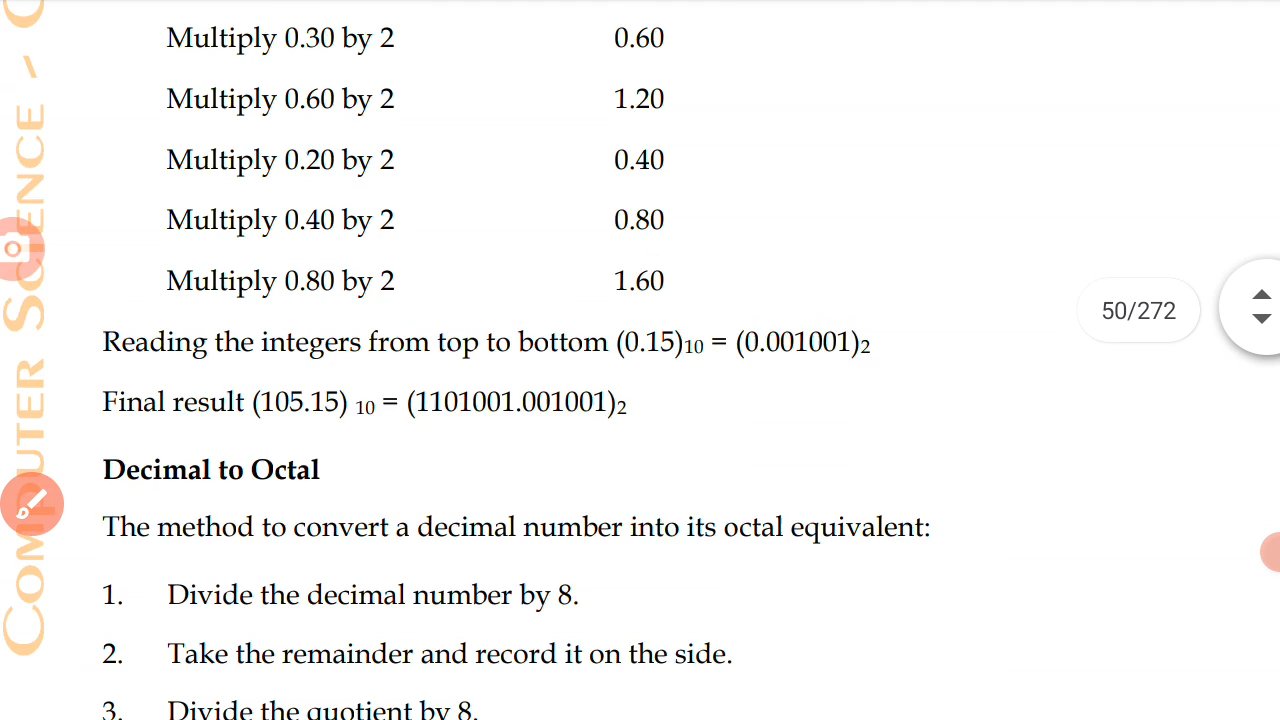 Multiply 0.30 by 2 0.60
Multiply 0.60 by 2 1.20
Multiply 0.20 by 2 0.40
Multiply 0.40 by 2 0.80
Multiply 0.80 by 2 1.60
Reading the integers from top to bottom (0.15)10 = (0.001001)2
Final result (105.15) 10 = (1101001.001001)2
Decimal to Octal
The method to convert a decimal number into its octal equivalent:
1. Divide the decimal number by 8.
2. Take the remainder and record it on the side.
3. Divide the quotient by 8.
COMPUTER SCIENCE - C
50/272